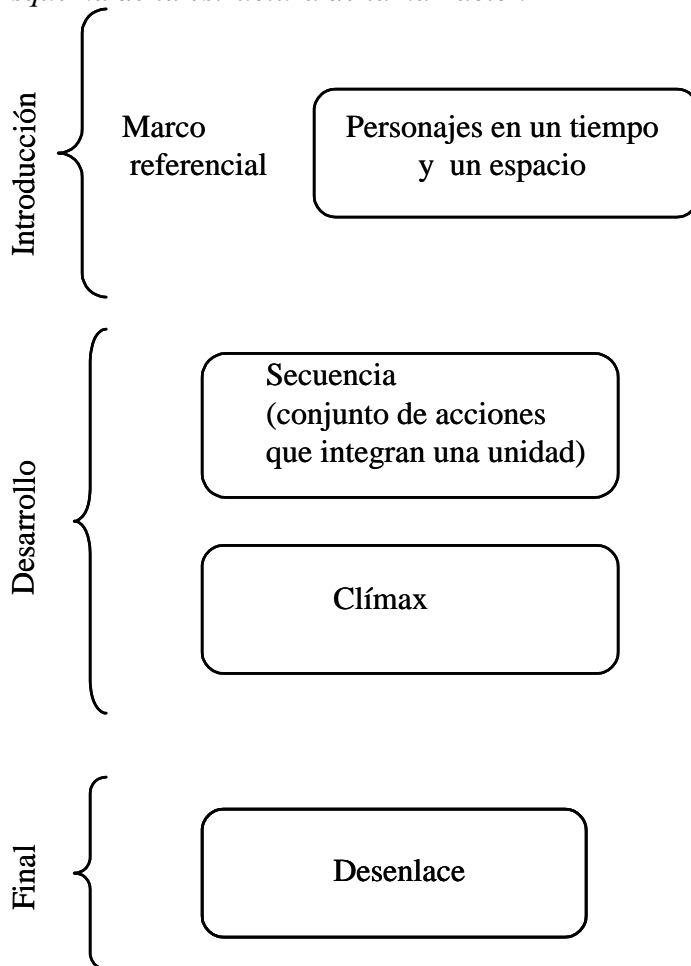 Introducción
Marco
referencial
Personajes en un tiempo
y un espacio
Desarrollo
Secuencia
(conjunto de acciones
que integran una unidad)
Clímax
Final
Desenlace